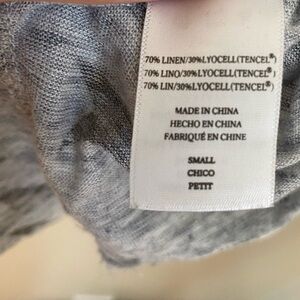 70% LINEN/30%LYOCELL(TENCEL®)
70% LINO/30%LYOCELL(TENCEL®)
70% LIN/30%LYOCELL(TENCEL®)
MADE IN CHINA
HECHO EN CHINA
FABRIQUÉ EN CHINE
SMALL
CHICO
PETIT